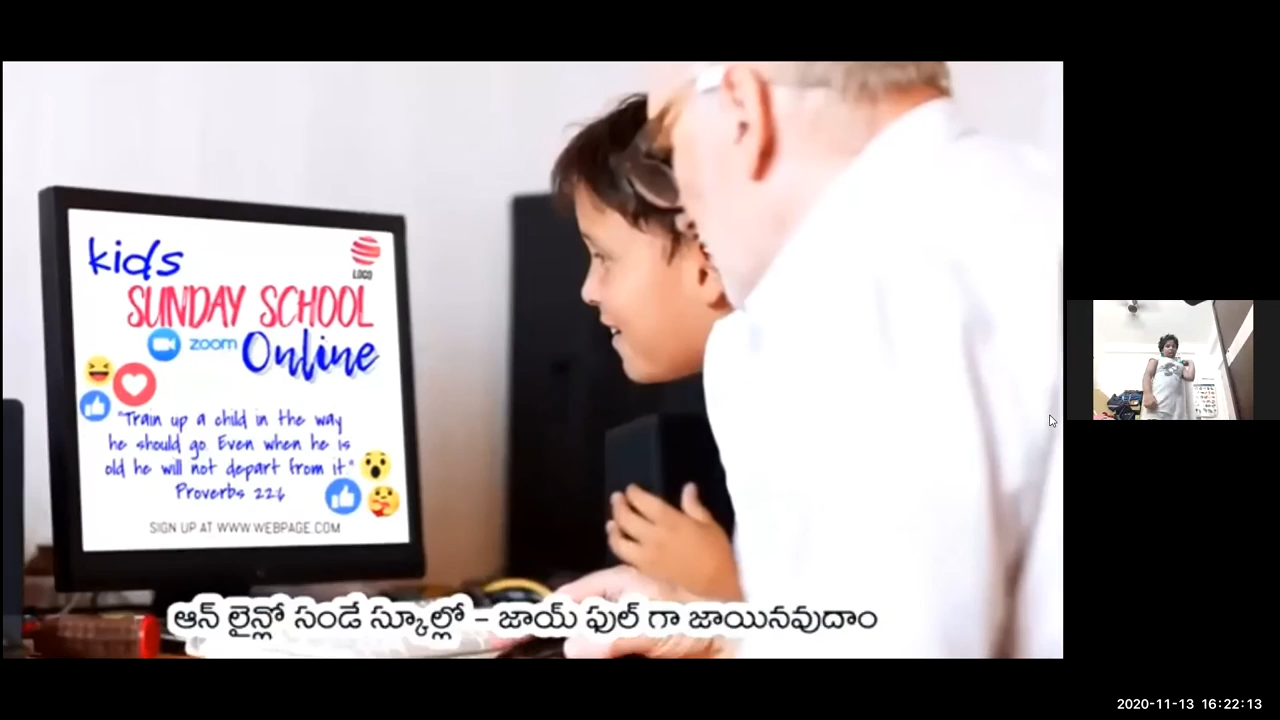 kids
LOGO
SUNDAY SCHOOL
zoom Online
"Train up a child in the way
he should go. Even when he is
old he will not depart from it"
Proverbs 22:6
SIGN UP AT WWW.WEBPAGE.COM
ఆన్ లైన్లో సండే స్కూల్లో – జాయ్ ఫుల్ గా జాయినవుదాం
2020-11-13 16:22:13